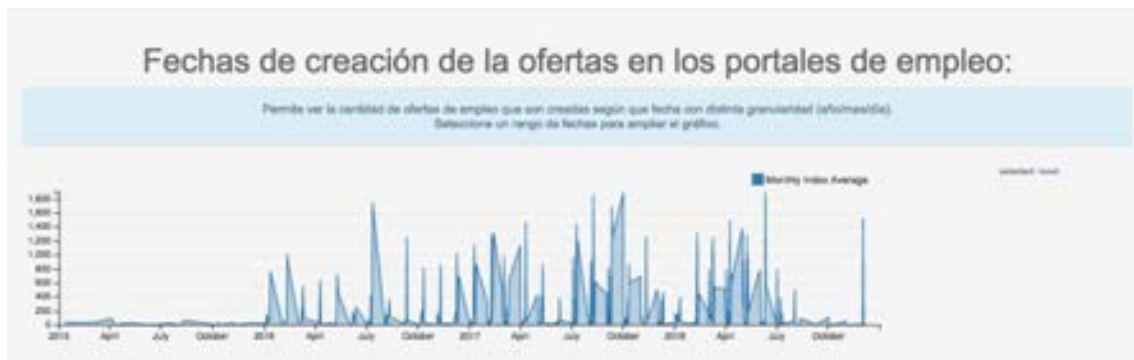 Fechas de creación de la ofertas en los portales de empleo:
Permite ver la cantidad de ofertas de empleo que son creadas según que fecha con distinta granularidad (año/mes/día).
Seleccione un rango de fechas para ampliar el gráfico.
Monthly Index Average
1,800
1,600
1,400
1,200
1,000
800
600
400
200
0
2015 April July October 2016 April July October 2017 April July October 2018 April July October